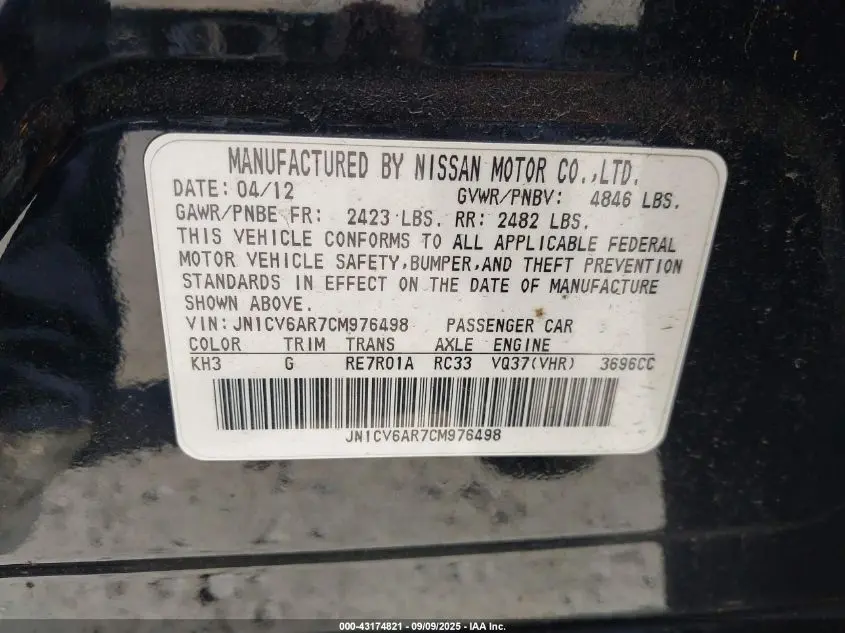 MANUFACTURED BY NISSAN MOTOR CO.,LTD.
DATE: 04/12 GVWR/PNBV: 4846 LBS.
GAWR/PNBE FR: 2423 LBS. RR: 2482 LBS.
THIS VEHICLE CONFORMS TO ALL APPLICABLE FEDERAL
MOTOR VEHICLE SAFETY,BUMPER,AND THEFT PREVENTION
STANDARDS IN EFFECT ON THE DATE OF MANUFACTURE
SHOWN ABOVE.
VIN:JN1CV6AR7CM976498 PASSENGER CAR
COLOR TRIM TRANS AXLE ENGINE
KH3 G RE7R01A RC33 VQ37(VHR) 3696CC
JN1CV6AR7CM976498
000-43174821 - 09/09/2025 - IAA Inc.